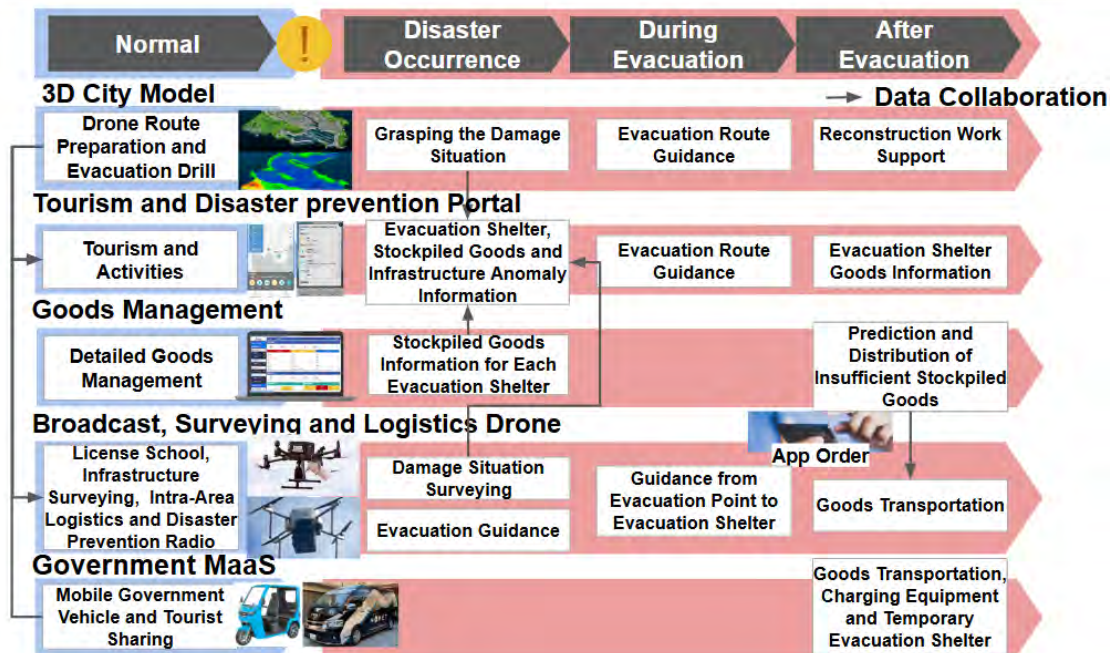 Normal
!
Disaster
Occurrence
During
Evacuation
After
Evacuation
3D City Model
Data Collaboration
Drone Route
Preparation and
Evacuation Drill
Grasping the Damage
Situation
Evacuation Route
Guidance
Reconstruction Work
Support
Tourism and Disaster prevention Portal
Tourism and
Activities
Evacuation Shelter,
Stockpiled Goods and
Infrastructure Anomaly
Information
Evacuation Route
Guidance
Evacuation Shelter
Goods Information
Goods Management
Detailed Goods
Management
Stockpiled Goods
Information for Each
Evacuation Shelter
Prediction and
Distribution of
Insufficient Stockpiled
Goods
Broadcast, Surveying and Logistics Drone
License School,
Infrastructure
Surveying, Intra-Area
Logistics and Disaster
Prevention Radio
Damage Situation
Surveying
Evacuation Guidance
Guidance from
Evacuation Point to
Evacuation Shelter
App Order
Goods Transportation
Government MaaS
Mobile Government
Vehicle and Tourist
Sharing
Goods Transportation,
Charging Equipment
and Temporary
Evacuation Shelter